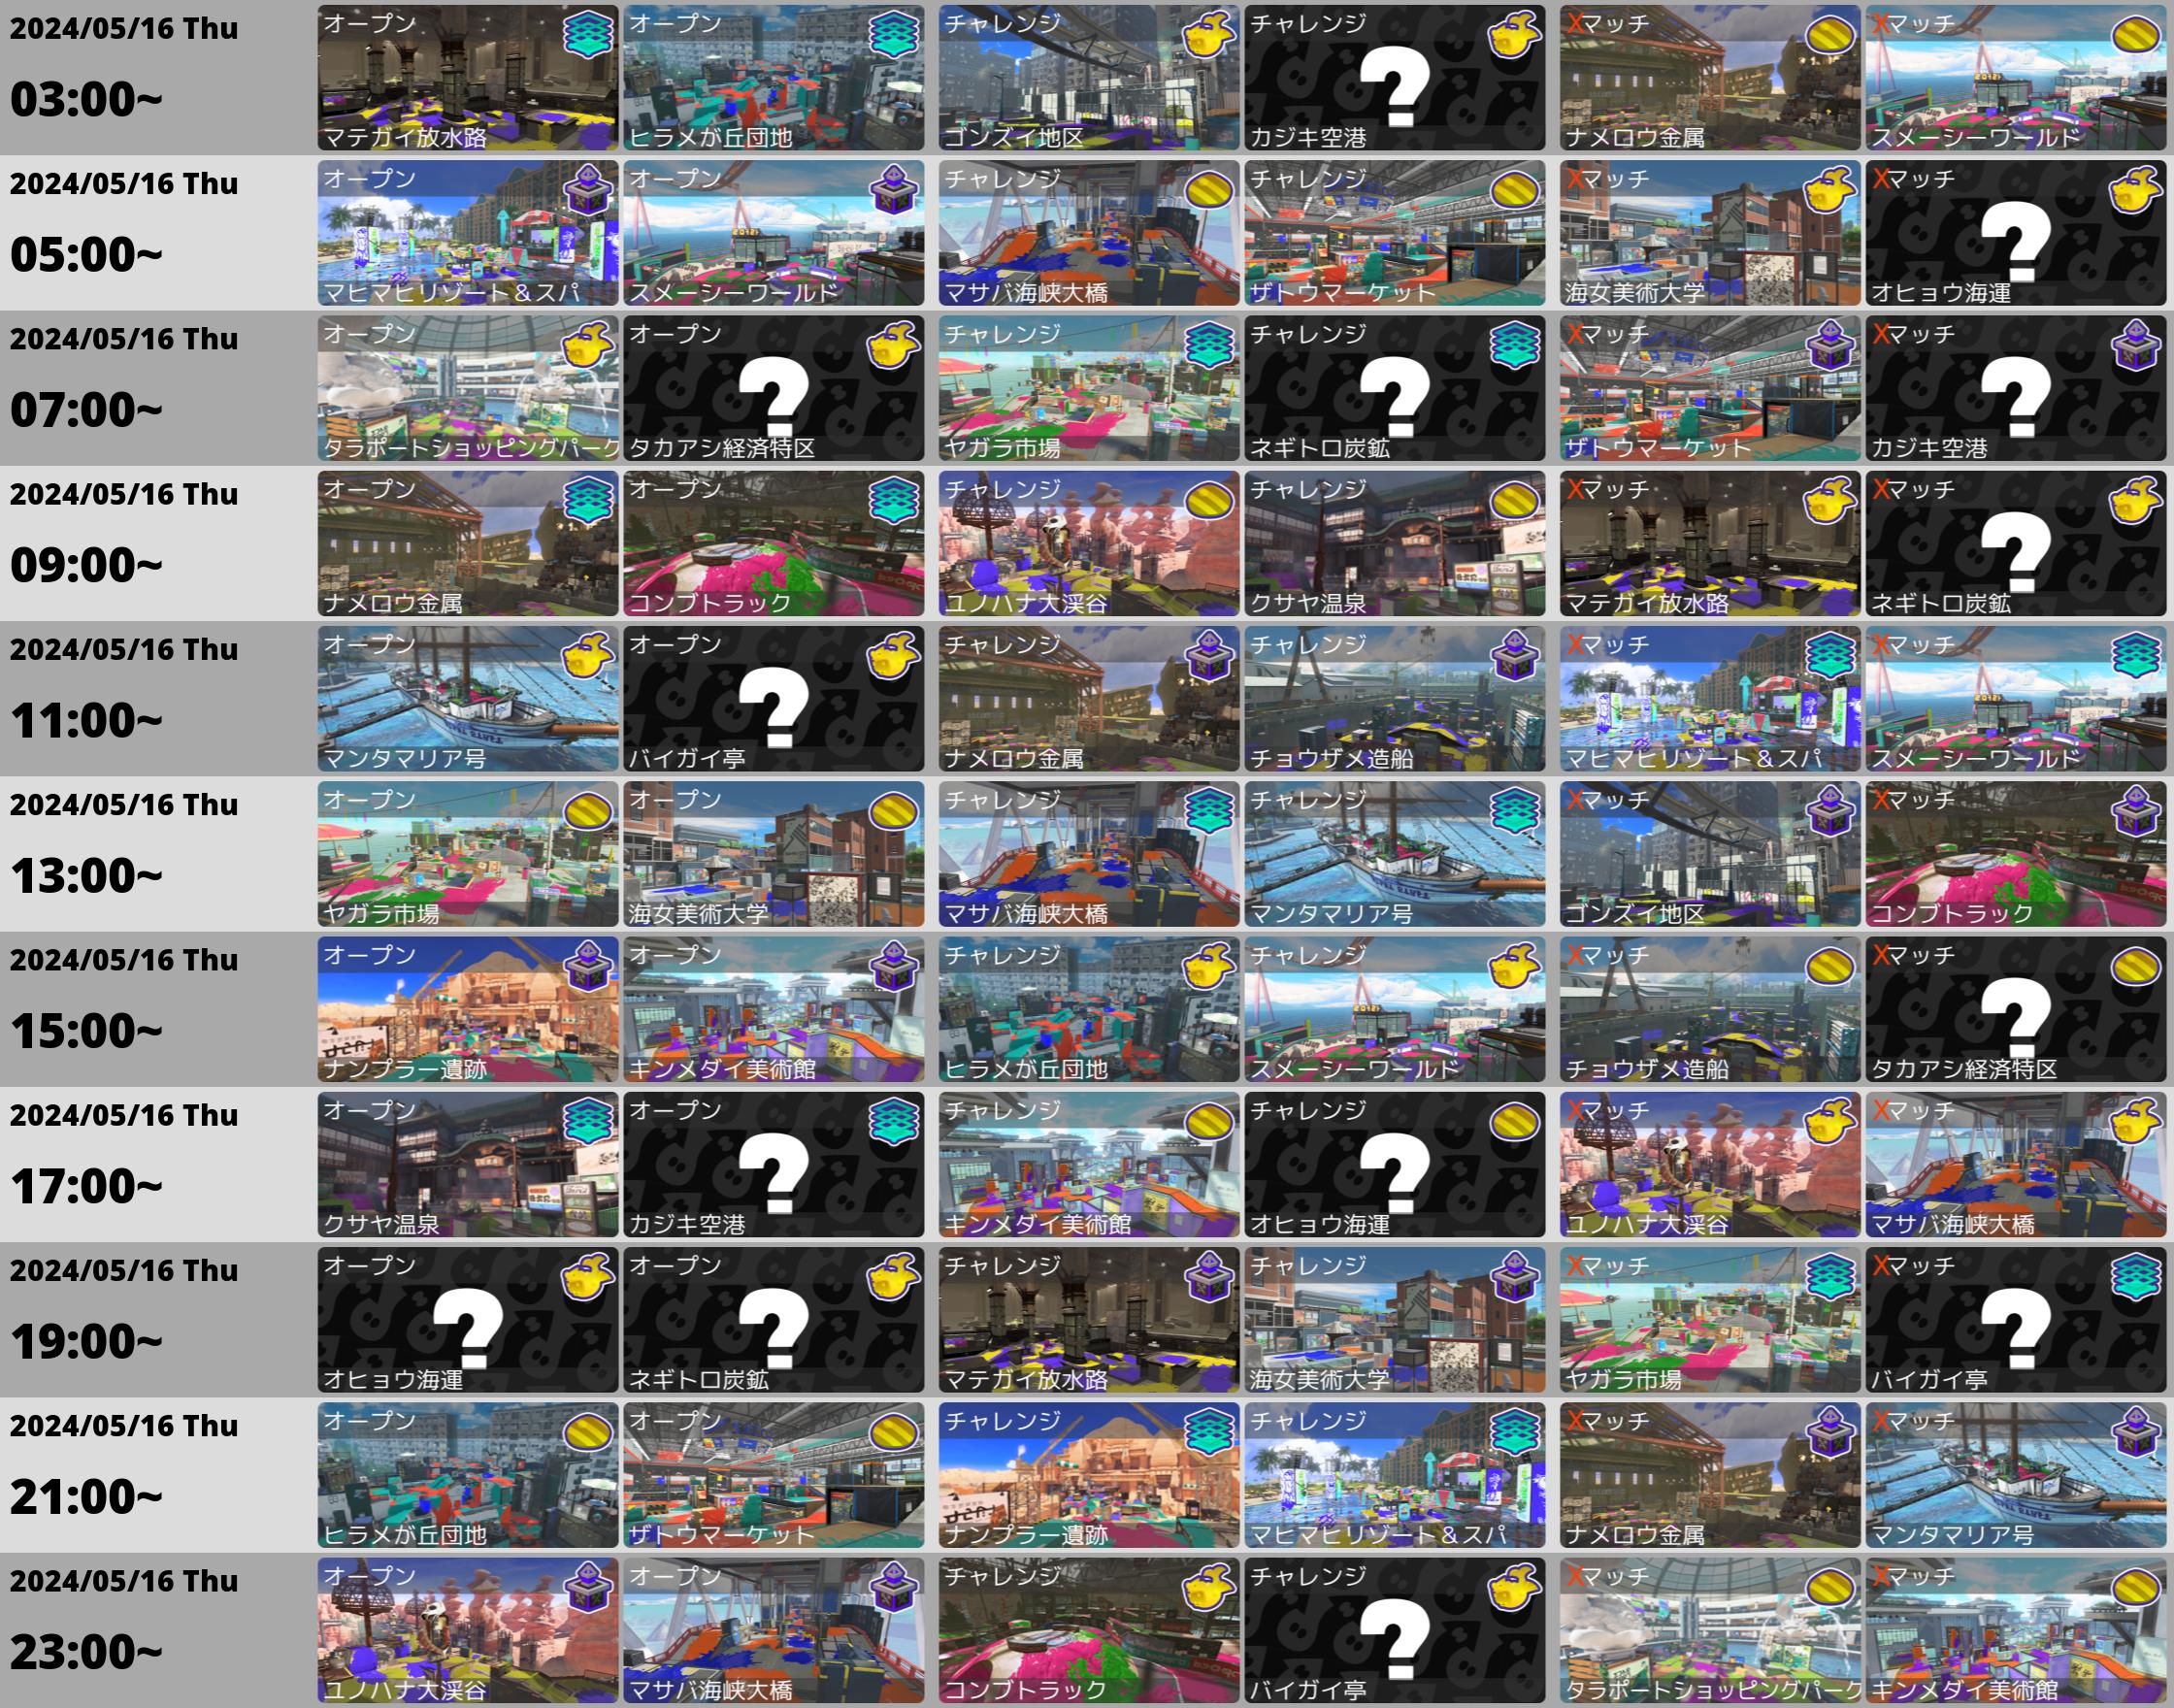 2024/05/16 Thu
03:00~
オープン
マテガイ放水路
オープン
ヒラメが丘団地
チャレンジ
ゴンズイ地区
チャレンジ
?
カジキ空港
Xマッチ
ナメロウ金属
Xマッチ
スメーシーワールド
2024/05/16 Thu
05:00~
オープン
マヒマヒリゾート&スパ
オープン
スメーシーワールド
チャレンジ
マサバ海峡大橋
チャレンジ
ザトウマーケット
Xマッチ
海女美術大学
Xマッチ
?
オヒョウ海運
2024/05/16 Thu
07:00~
オープン
タラポートショッピングパーク
オープン
?
タカアシ経済特区
チャレンジ
ヤガラ市場
チャレンジ
?
ネギトロ炭鉱
Xマッチ
ザトウマーケット
Xマッチ
?
カジキ空港
2024/05/16 Thu
09:00~
オープン
ナメロウ金属
オープン
コンブトラック
チャレンジ
ユノハナ大渓谷
チャレンジ
クサヤ温泉
Xマッチ
マテガイ放水路
Xマッチ
?
ネギトロ炭鉱
2024/05/16 Thu
11:00~
オープン
マンタマリア号
オープン
?
バイガイ亭
チャレンジ
ナメロウ金属
チャレンジ
チョウザメ造船
Xマッチ
マヒマヒリゾート&スパ
Xマッチ
スメーシーワールド
2024/05/16 Thu
13:00~
オープン
ヤガラ市場
オープン
海女美術大学
チャレンジ
マサバ海峡大橋
チャレンジ
マンタマリア号
Xマッチ
ゴンズイ地区
Xマッチ
コンブトラック
2024/05/16 Thu
15:00~
オープン
ナンプラー遺跡
オープン
キンメダイ美術館
チャレンジ
ヒラメが丘団地
チャレンジ
スメーシーワールド
Xマッチ
チョウザメ造船
Xマッチ
?
タカアシ経済特区
2024/05/16 Thu
17:00~
オープン
クサヤ温泉
オープン
?
カジキ空港
チャレンジ
キンメダイ美術館
チャレンジ
?
オヒョウ海運
Xマッチ
ユノハナ大渓谷
Xマッチ
マサバ海峡大橋
2024/05/16 Thu
19:00~
オープン
?
オヒョウ海運
オープン
?
ネギトロ炭鉱
チャレンジ
マテガイ放水路
チャレンジ
海女美術大学
Xマッチ
ヤガラ市場
Xマッチ
?
バイガイ亭
2024/05/16 Thu
21:00~
オープン
ヒラメが丘団地
オープン
ザトウマーケット
チャレンジ
ナンプラー遺跡
チャレンジ
マヒマヒリゾート&スパ
Xマッチ
ナメロウ金属
Xマッチ
マンタマリア号
2024/05/16 Thu
23:00~
オープン
ユノハナ大渓谷
オープン
マサバ海峡大橋
チャレンジ
コンブトラック
チャレンジ
?
バイガイ亭
Xマッチ
タラポートショッピングパーク
Xマッチ
キンメダイ美術館